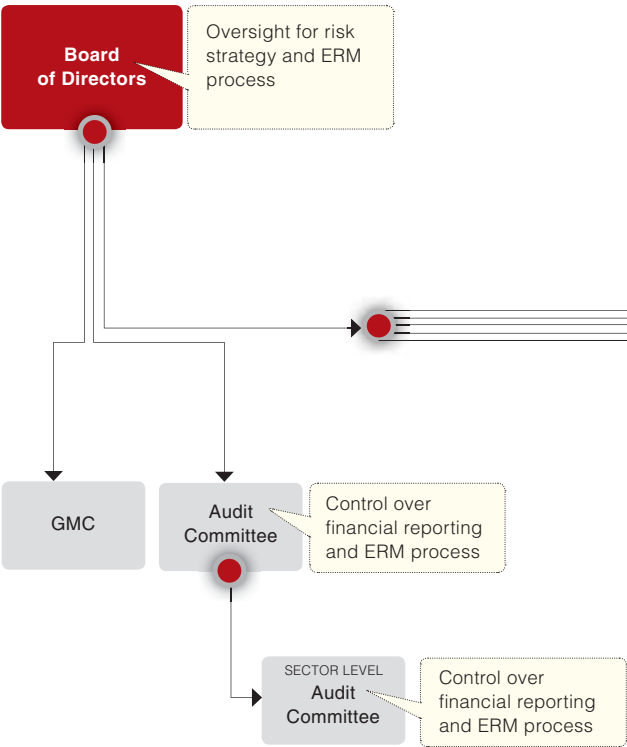 Board
of Directors
Oversight for risk
strategy and ERM
process
GMC
Audit
Committee
Control over
financial reporting
and ERM process
SECTOR LEVEL
Audit
Committee
Control over
financial reporting
and ERM process